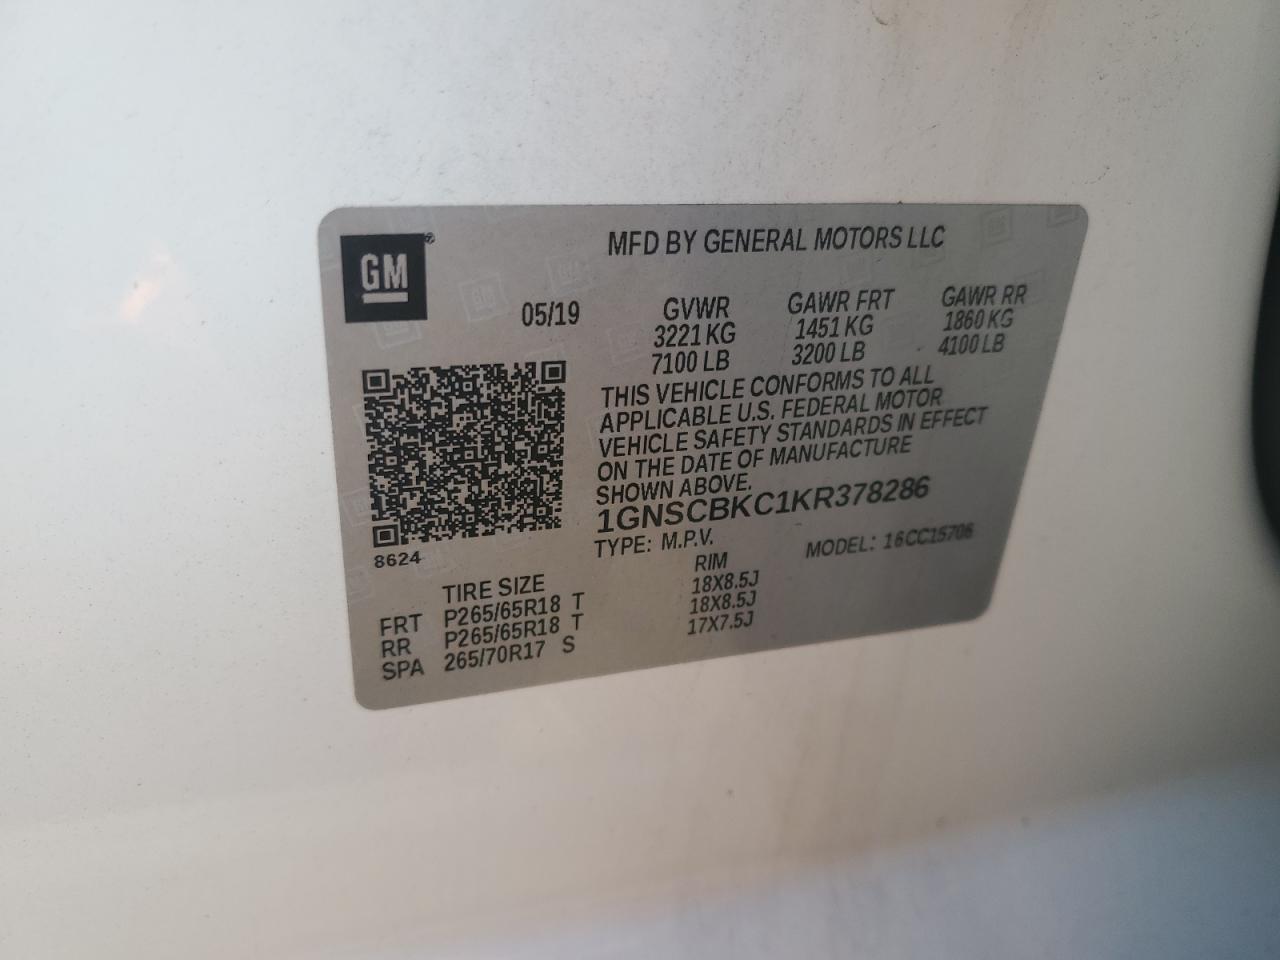 GM
MFD BY GENERAL MOTORS LLC
05/19
GVWR GAWR FRT GAWR RR
3221 KG 1451 KG 1860 KG
7100 LB 3200 LB 4100 LB
THIS VEHICLE CONFORMS TO ALL
APPLICABLE U.S. FEDERAL MOTOR
VEHICLE SAFETY STANDARDS IN EFFECT
ON THE DATE OF MANUFACTURE
SHOWN ABOVE.
1GNSCBKC1KR378286
8624
TYPE: M.P.V. MODEL: 16CC15706
TIRE SIZE RIM
FRT P265/65R18 T 18X8.5J
RR P265/65R18 T 18X8.5J
SPA 265/70R17 S 17X7.5J